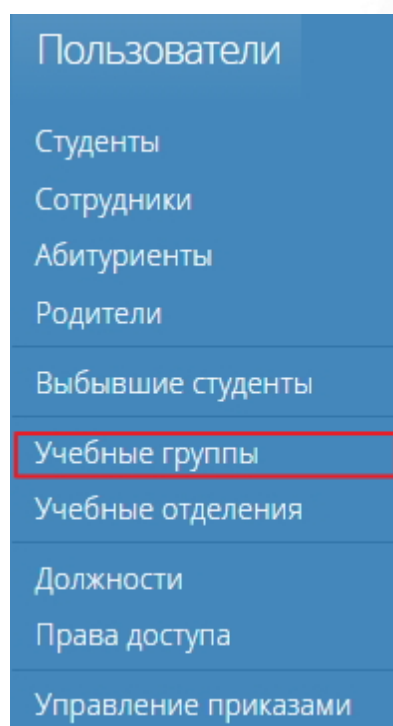 Пользователи
Студенты
Сотрудники
Абитуриенты
Родители
Выбывшие студенты
Учебные группы
Учебные отделения
Должности
Права доступа
Управление приказами